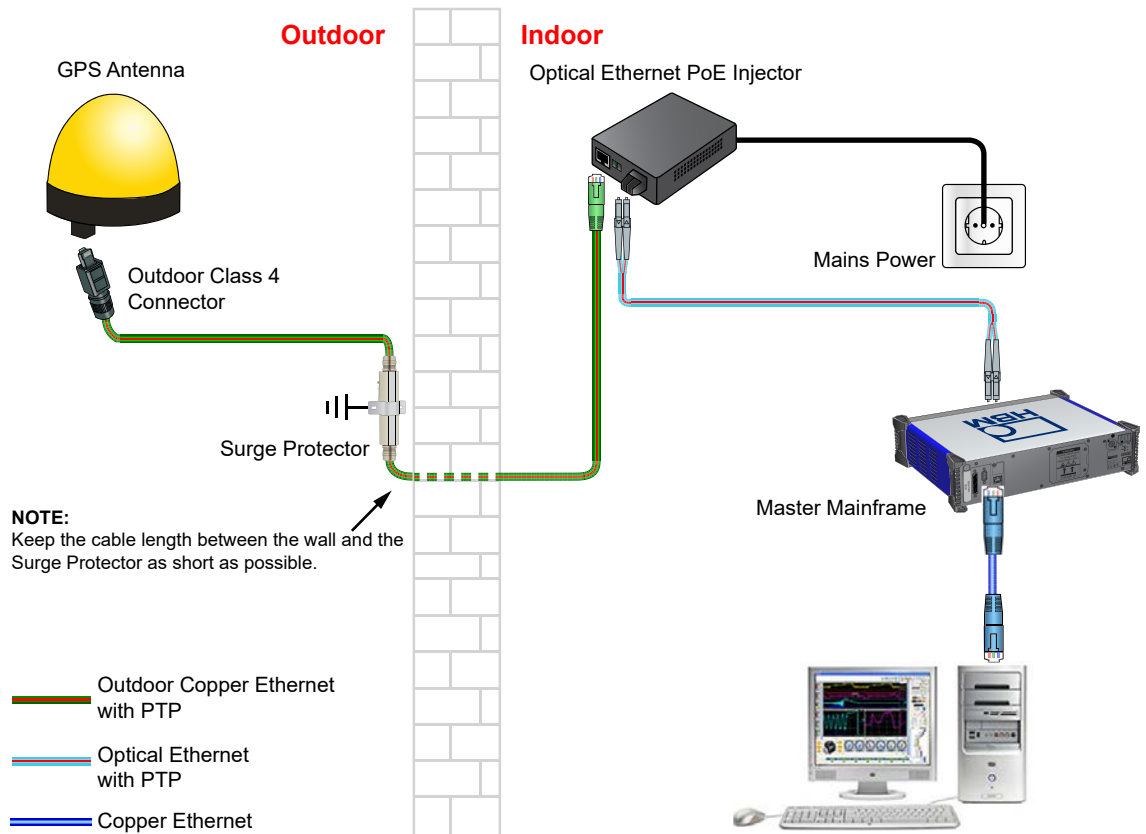 Outdoor
Indoor
GPS Antenna
Optical Ethernet PoE Injector
Outdoor Class 4
Connector
Mains Power
Surge Protector
HBM
Master Mainframe
NOTE:
Keep the cable length between the wall and the
Surge Protector as short as possible.
Outdoor Copper Ethernet
with PTP
Optical Ethernet
with PTP
Copper Ethernet